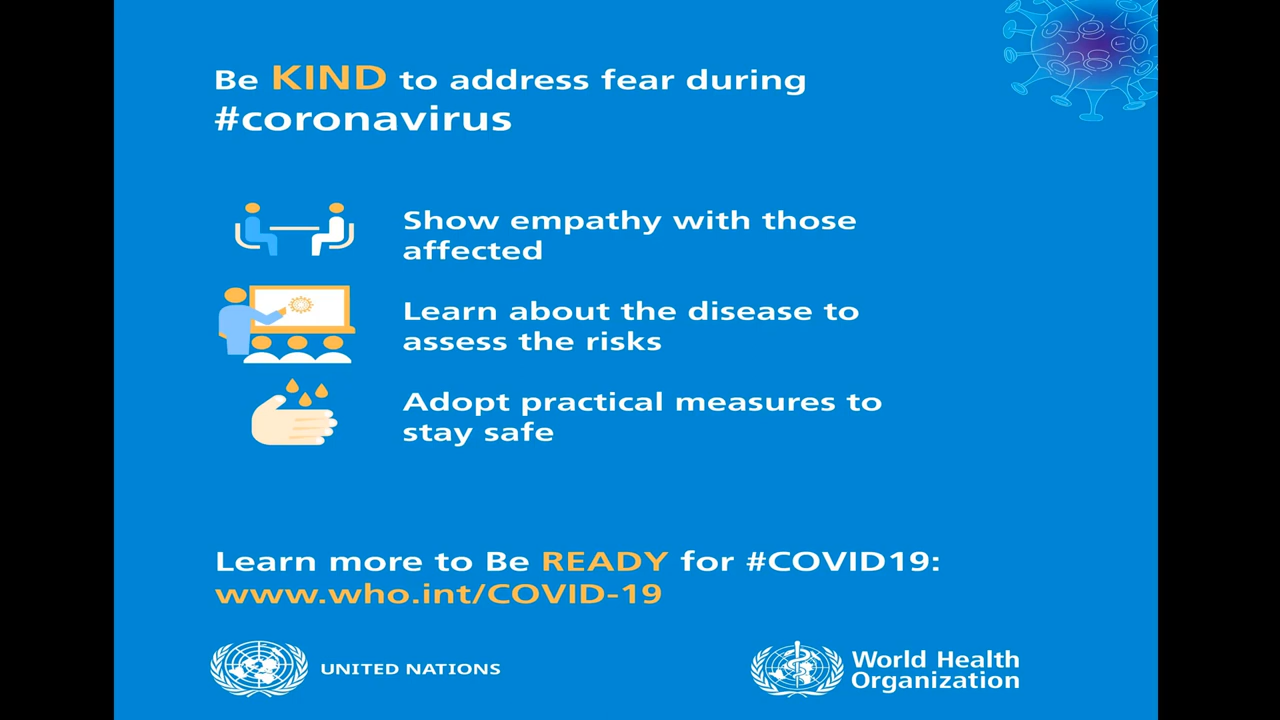 Be KIND to address fear during
#coronavirus
Show empathy with those
affected
Learn about the disease to
assess the risks
Adopt practical measures to
stay safe
Learn more to Be READY for #COVID19:
www.who.int/COVID-19
UNITED NATIONS
World Health
Organization